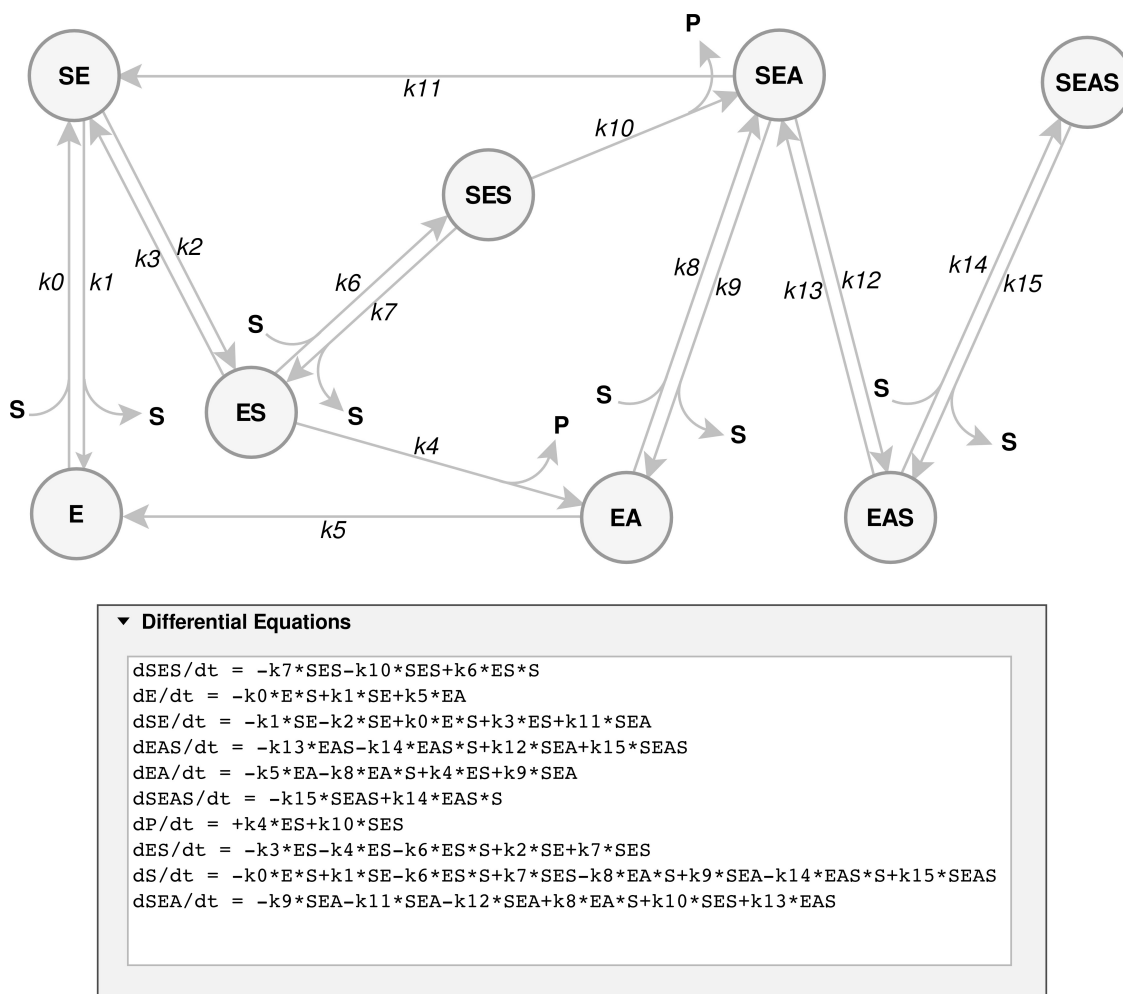 P
SE
SEA
SEAS
k11
k10
SES
k3
k2
k0
k1
k6
k7
k8
k9
k13
k12
k14
k15
S
S
S
ES
S
S
S
P
S
S
S
k4
E
EA
EAS
k5
▼ Differential Equations
dSES/dt = -k7*SES-k10*SES+k6*ES*S
dE/dt = -k0*E*S+k1*SE+k5*EA
dSE/dt = -k1*SE-k2*SE+k0*E*S+k3*ES+k11*SEA
dEAS/dt = -k13*EAS-k14*EAS*S+k12*SEA+k15*SEAS
dEA/dt = -k5*EA-k8*EA*S+k4*ES+k9*SEA
dSEAS/dt = -k15*SEAS+k14*EAS*S
dP/dt = +k4*ES+k10*SES
dES/dt = -k3*ES-k4*ES-k6*ES*S+k2*SE+k7*SES
dS/dt = -k0*E*S+k1*SE-k6*ES*S+k7*SES-k8*EA*S+k9*SEA-k14*EAS*S+k15*SEAS
dSEA/dt = -k9*SEA-k11*SEA-k12*SEA+k8*EA*S+k10*SES+k13*EAS